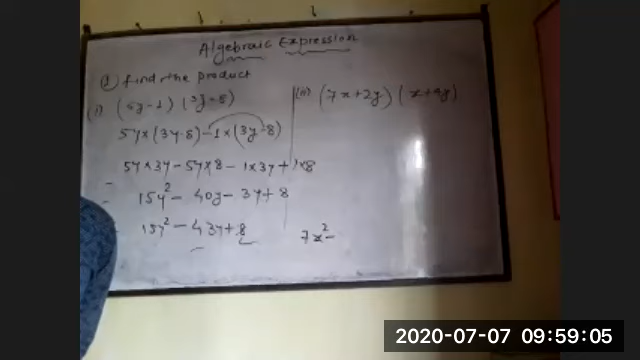 Algebraic Expression
① find the product
(i) (5y-1) (3y-8)
5y×(3y-8)-1×(3y-8)
5y×3y-5y×8-1×3y+1×8
15y²-40y-3y+8
15y²-43y+8
(ii) (7x+2y) (x+4y)
7x²-
2020-07-07 09:59:05